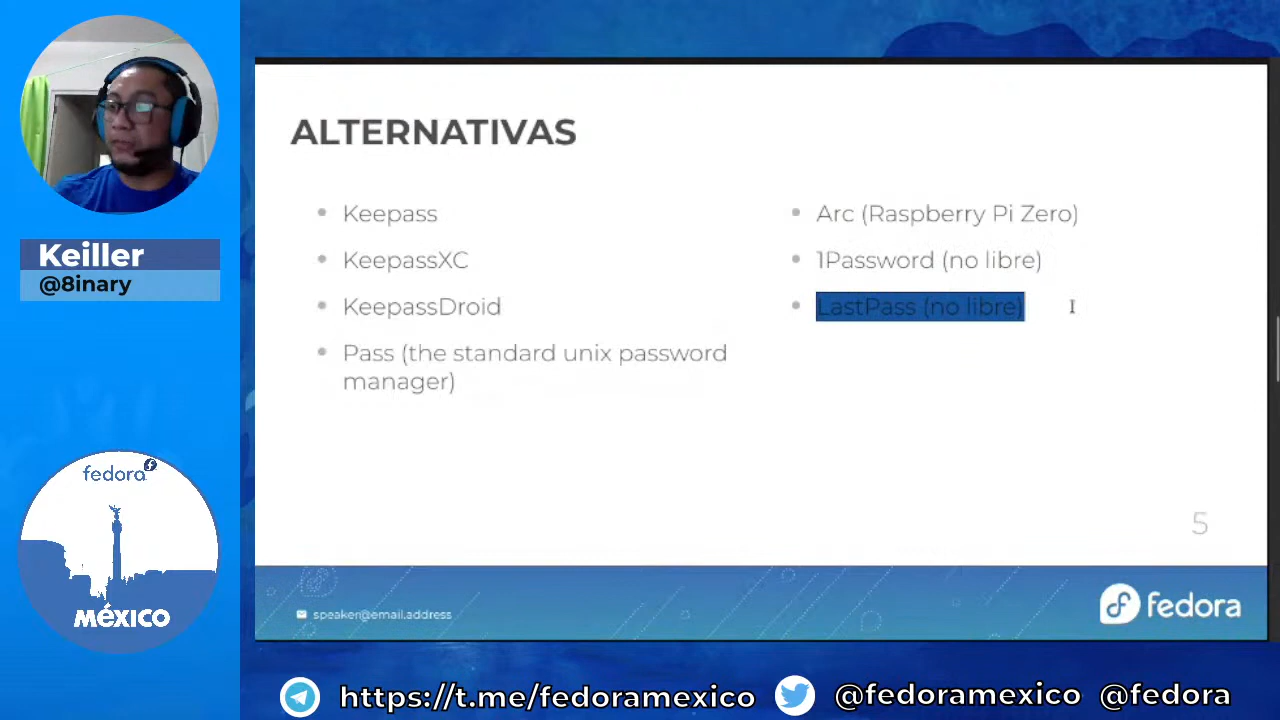 Keiller
@8inary
fedora
MÉXICO
ALTERNATIVAS
Keepass
KeepassXC
KeepassDroid
Pass (the standard unix password
manager)
Arc (Raspberry Pi Zero)
1Password (no libre)
LastPass (no libre)
5
speaker@email.address
fedora
https://t.me/fedoramexico
@fedoramexico @fedora